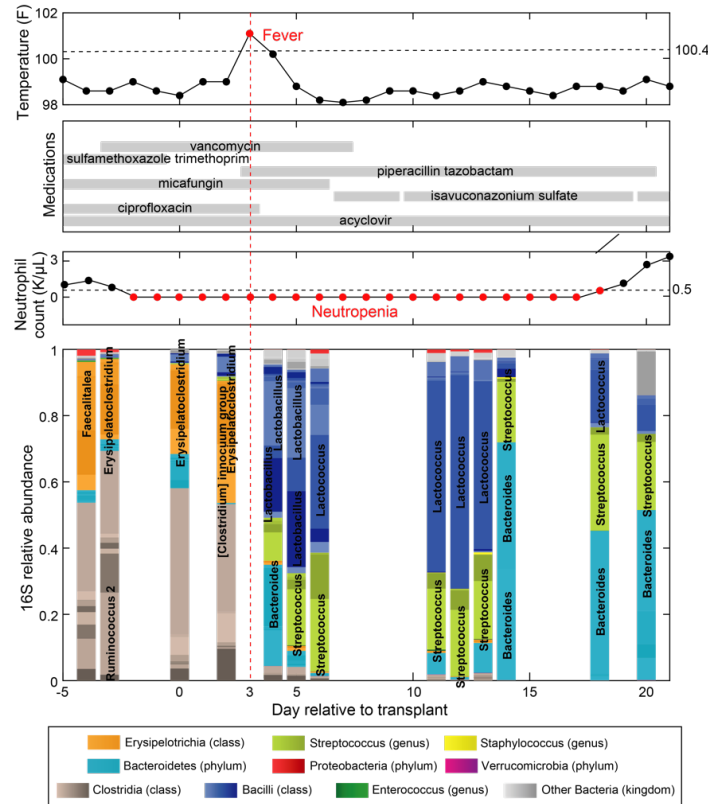 102
Temperature (F)
Fever
100
100.4
98
Medications
vancomycin
sulfamethoxazole trimethoprim
piperacillin tazobactam
micafungin
isavuconazonium sulfate
ciprofloxacin
acyclovir
Neutrophil
count (K/μL)
3
0
0.5
Neutropenia
16S relative abundance
1
0.8
0.6
0.4
0.2
0
Faecalitalea
Ruminococcus 2
Erysipelatoclostridium
Erysipelatoclostridium
[Clostridium] innocuum group
Erysipelatoclostridium
Bacteroides
Lactobacillus
Lactobacillus
Streptococcus
Lactobacillus
Lactobacillus
Streptococcus
Lactococcus
Streptococcus
Lactococcus
Streptococcus
Lactococcus
Streptococcus
Lactococcus
Bacteroides
Streptococcus
Streptococcus
Lactococcus
Bacteroides
Streptococcus
-5 0 3 5 10 15 20
Day relative to transplant
Erysipelotrichia (class) Streptococcus (genus) Staphylococcus (genus)
Bacteroidetes (phylum) Proteobacteria (phylum) Verrucomicrobia (phylum)
Clostridia (class) Bacilli (class) Enterococcus (genus) Other Bacteria (kingdom)